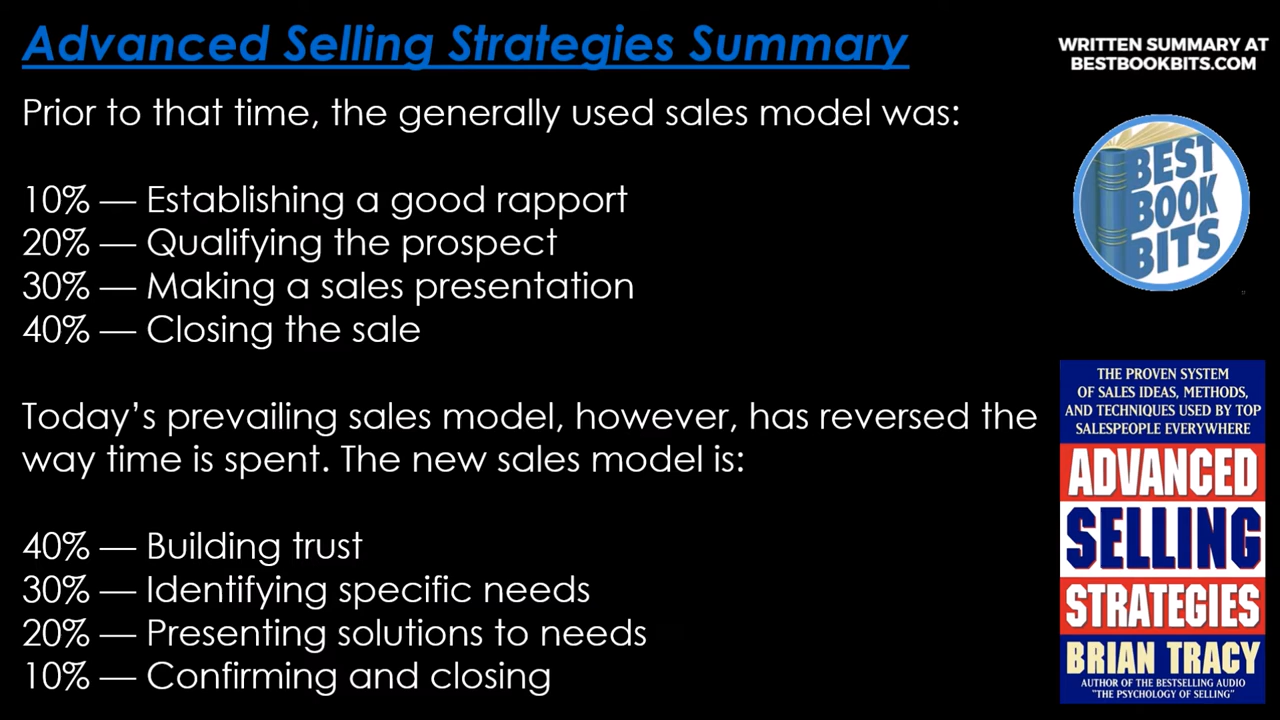 Advanced Selling Strategies Summary
WRITTEN SUMMARY AT
BESTBOOKBITS.COM
Prior to that time, the generally used sales model was:
10% — Establishing a good rapport
20% — Qualifying the prospect
30% — Making a sales presentation
40% — Closing the sale
Today’s prevailing sales model, however, has reversed the
way time is spent. The new sales model is:
40% — Building trust
30% — Identifying specific needs
20% — Presenting solutions to needs
10% — Confirming and closing
BEST
BOOK
BITS
THE PROVEN SYSTEM
OF SALES IDEAS, METHODS,
AND TECHNIQUES USED BY TOP
SALESPEOPLE EVERYWHERE
ADVANCED
SELLING
STRATEGIES
BRIAN TRACY
AUTHOR OF THE BESTSELLING AUDIO
"THE PSYCHOLOGY OF SELLING"